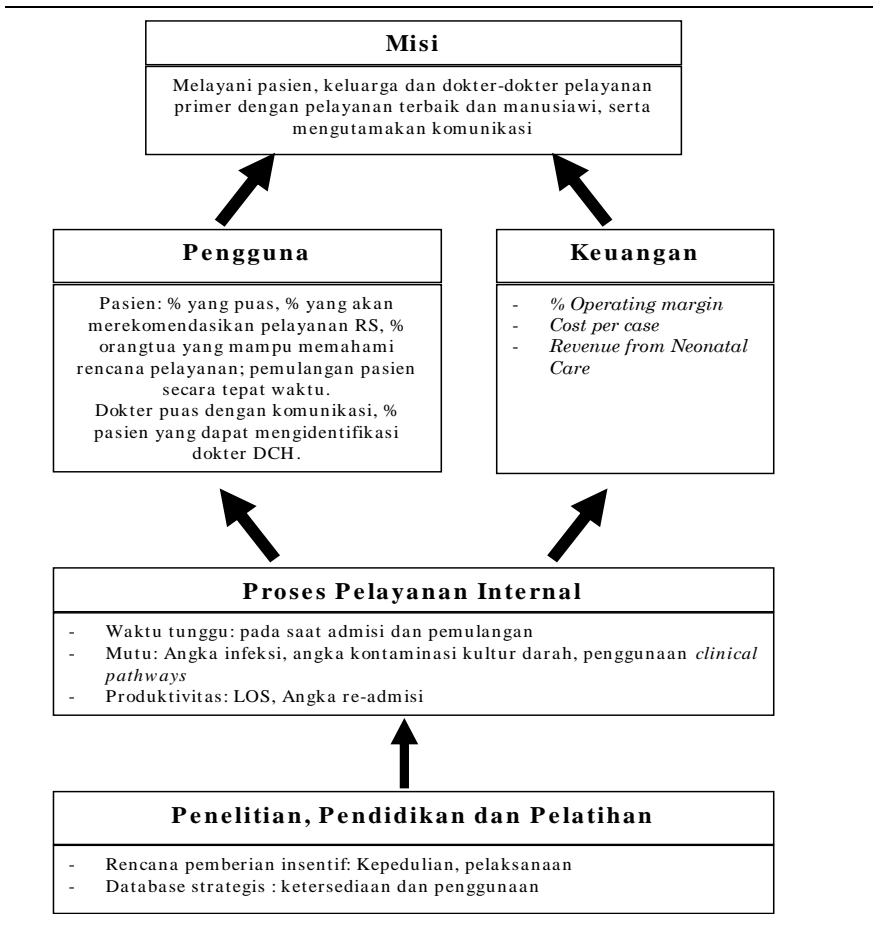 Misi
Melayani pasien, keluarga dan dokter-dokter pelayanan
primer dengan pelayanan terbaik dan manusiawi, serta
mengutamakan komunikasi
Pengguna
Pasien: % yang puas, % yang akan
merekomendasikan pelayanan RS, %
orangtua yang mampu memahami
rencana pelayanan; pemulangan pasien
secara tepat waktu.
Dokter puas dengan komunikasi, %
pasien yang dapat mengidentifikasi
dokter DCH.
Keuangan
- % Operating margin
- Cost per case
- Revenue from Neonatal
Care
Proses Pelayanan Internal
- Waktu tunggu: pada saat admisi dan pemulangan
- Mutu: Angka infeksi, angka kontaminasi kultur darah, penggunaan clinical
pathways
- Produktivitas: LOS, Angka re-admisi
Penelitian, Pendidikan dan Pelatihan
- Rencana pemberian insentif: Kepedulian, pelaksanaan
- Database strategis : ketersediaan dan penggunaan